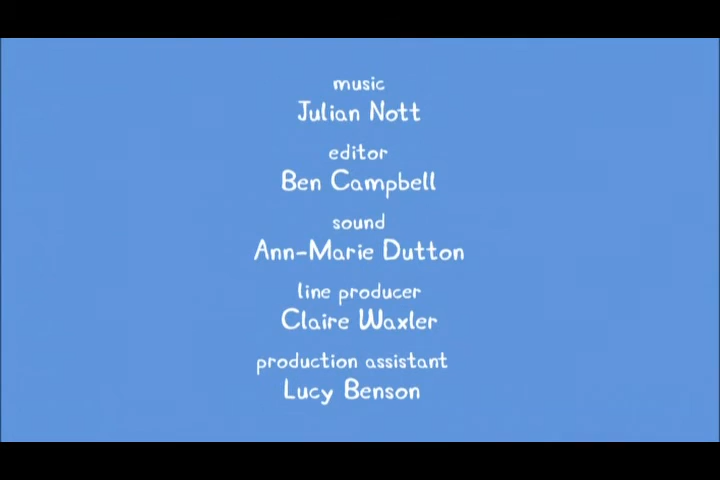 music
Julian Nott
editor
Ben Campbell
sound
Ann-Marie Dutton
line producer
Claire Waxler
production assistant
Lucy Benson